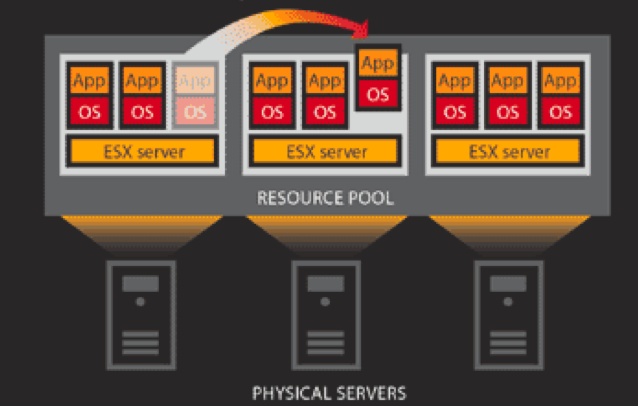 App App App App App App App App App
OS OS OS OS OS OS OS OS OS
ESX server ESX server ESX server
RESOURCE POOL
PHYSICAL SERVERS